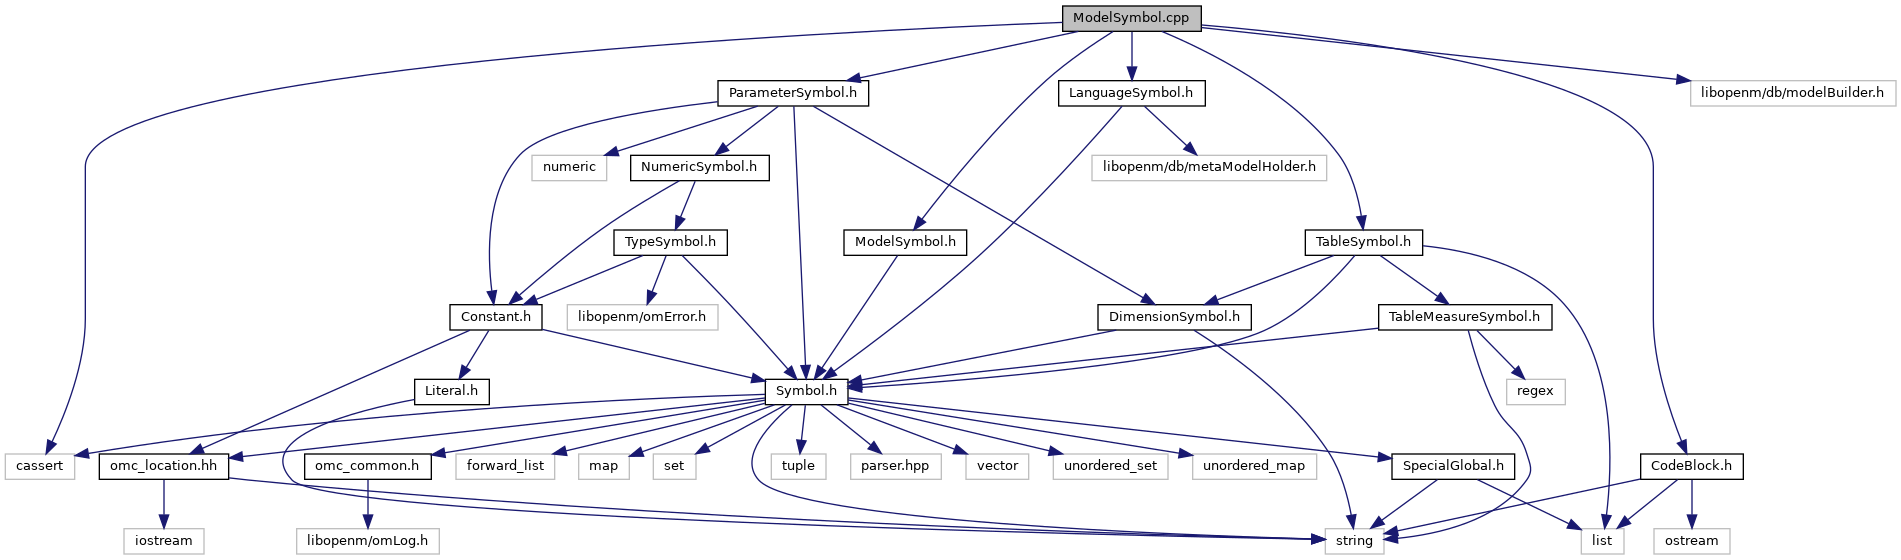 ModelSymbol.cpp
ParameterSymbol.h
LanguageSymbol.h
libopenm/db/modelBuilder.h
numeric
NumericSymbol.h
libopenm/db/metaModelHolder.h
TypeSymbol.h
ModelSymbol.h
TableSymbol.h
Constant.h
libopenm/omError.h
DimensionSymbol.h
TableMeasureSymbol.h
Literal.h
Symbol.h
regex
cassert
omc_location.hh
omc_common.h
forward_list
map
set
tuple
parser.hpp
vector
unordered_set
unordered_map
SpecialGlobal.h
CodeBlock.h
iostream
libopenm/omLog.h
string
list
ostream